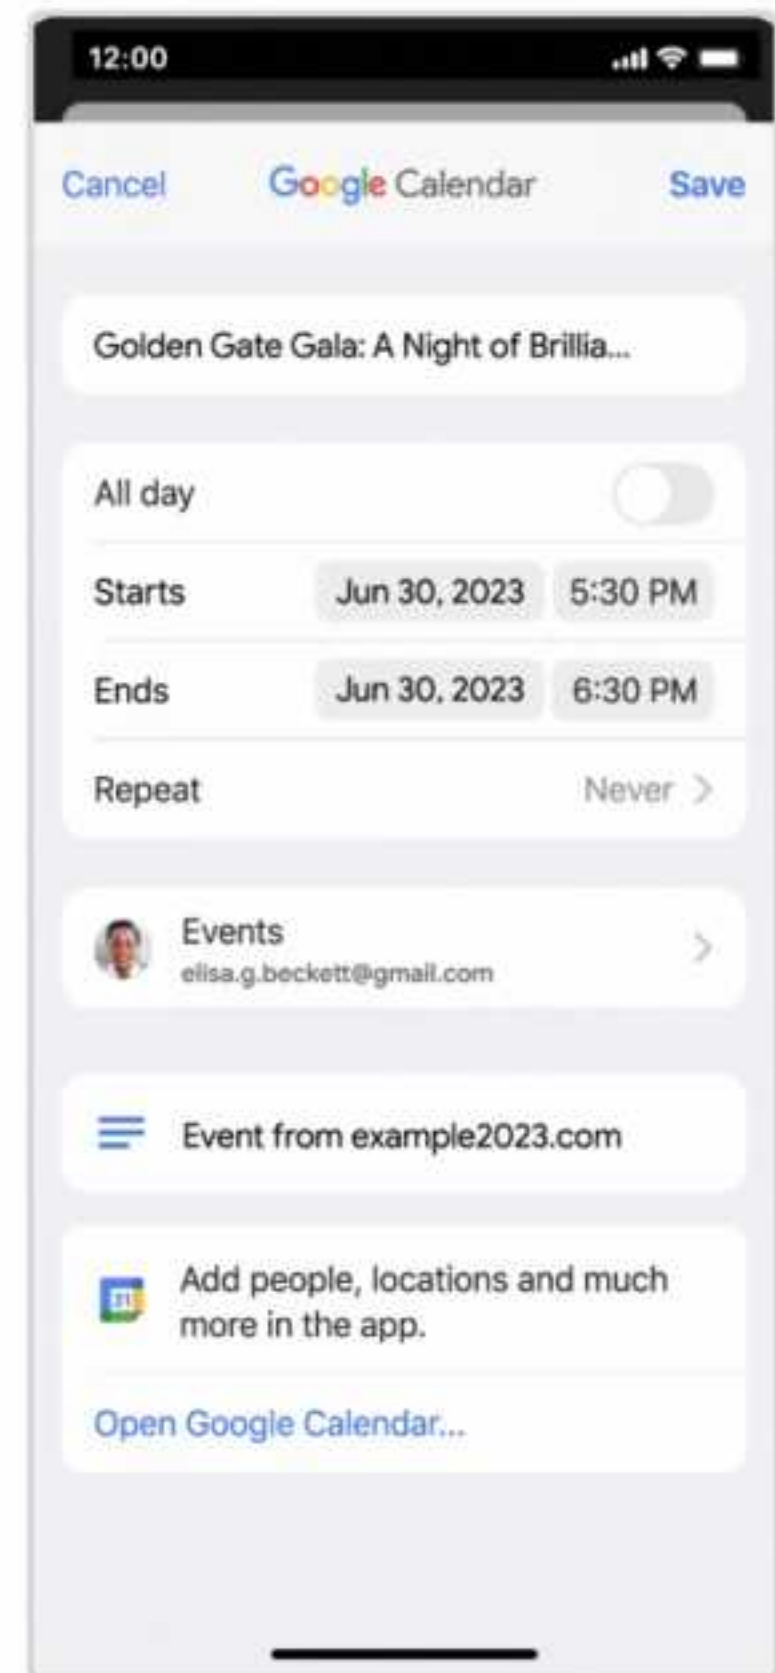 12:00
Cancel Google Calendar Save
Golden Gate Gala: A Night of Brillia...
All day
Starts Jun 30, 2023 5:30 PM
Ends Jun 30, 2023 6:30 PM
Repeat Never
Events
elisa.g.beckett@gmail.com
Event from example2023.com
31
Add people, locations and much
more in the app.
Open Google Calendar...